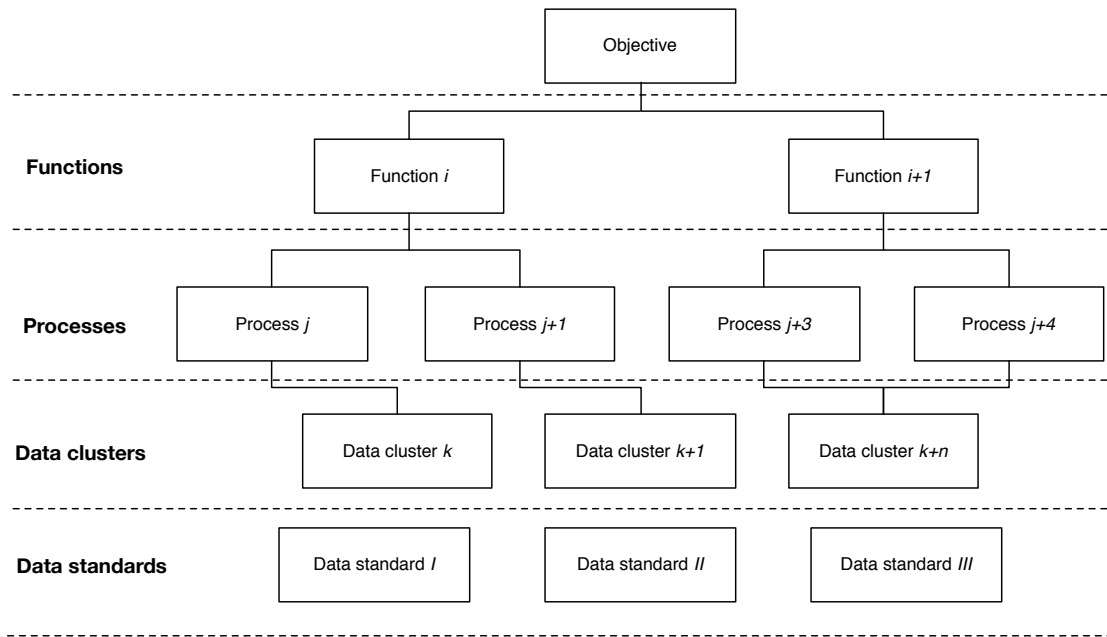 Objective
Functions
Function i
Function i+1
Processes
Process j
Process j+1
Process j+3
Process j+4
Data clusters
Data cluster k
Data cluster k+1
Data cluster k+n
Data standards
Data standard I
Data standard II
Data standard III